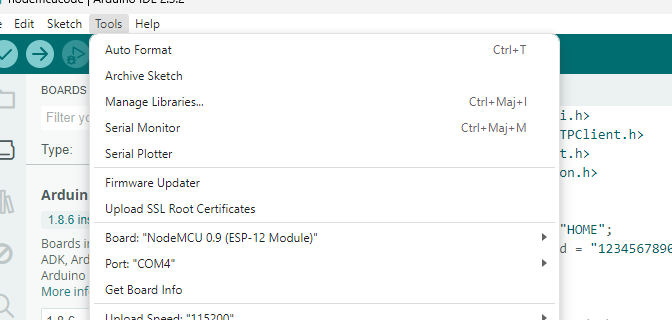 nodemcucode | Arduino IDE 2.3.2
Edit Sketch Tools Help
Auto Format Ctrl+T
Archive Sketch
Manage Libraries... Ctrl+Maj+I
Serial Monitor Ctrl+Maj+M
Serial Plotter
Firmware Updater
Upload SSL Root Certificates
Board: "NodeMCU 0.9 (ESP-12 Module)"
Port: "COM4"
Get Board Info
Upload Speed: "115200"
BOARDS
Filter yo
Type:
Arduin
1.8.6 ins
Boards in
ADK, Ard
Arduino
More info
1.8.6
i.h>
TPClient.h>
t.h>
on.h>
"HOME";
d = "1234567890